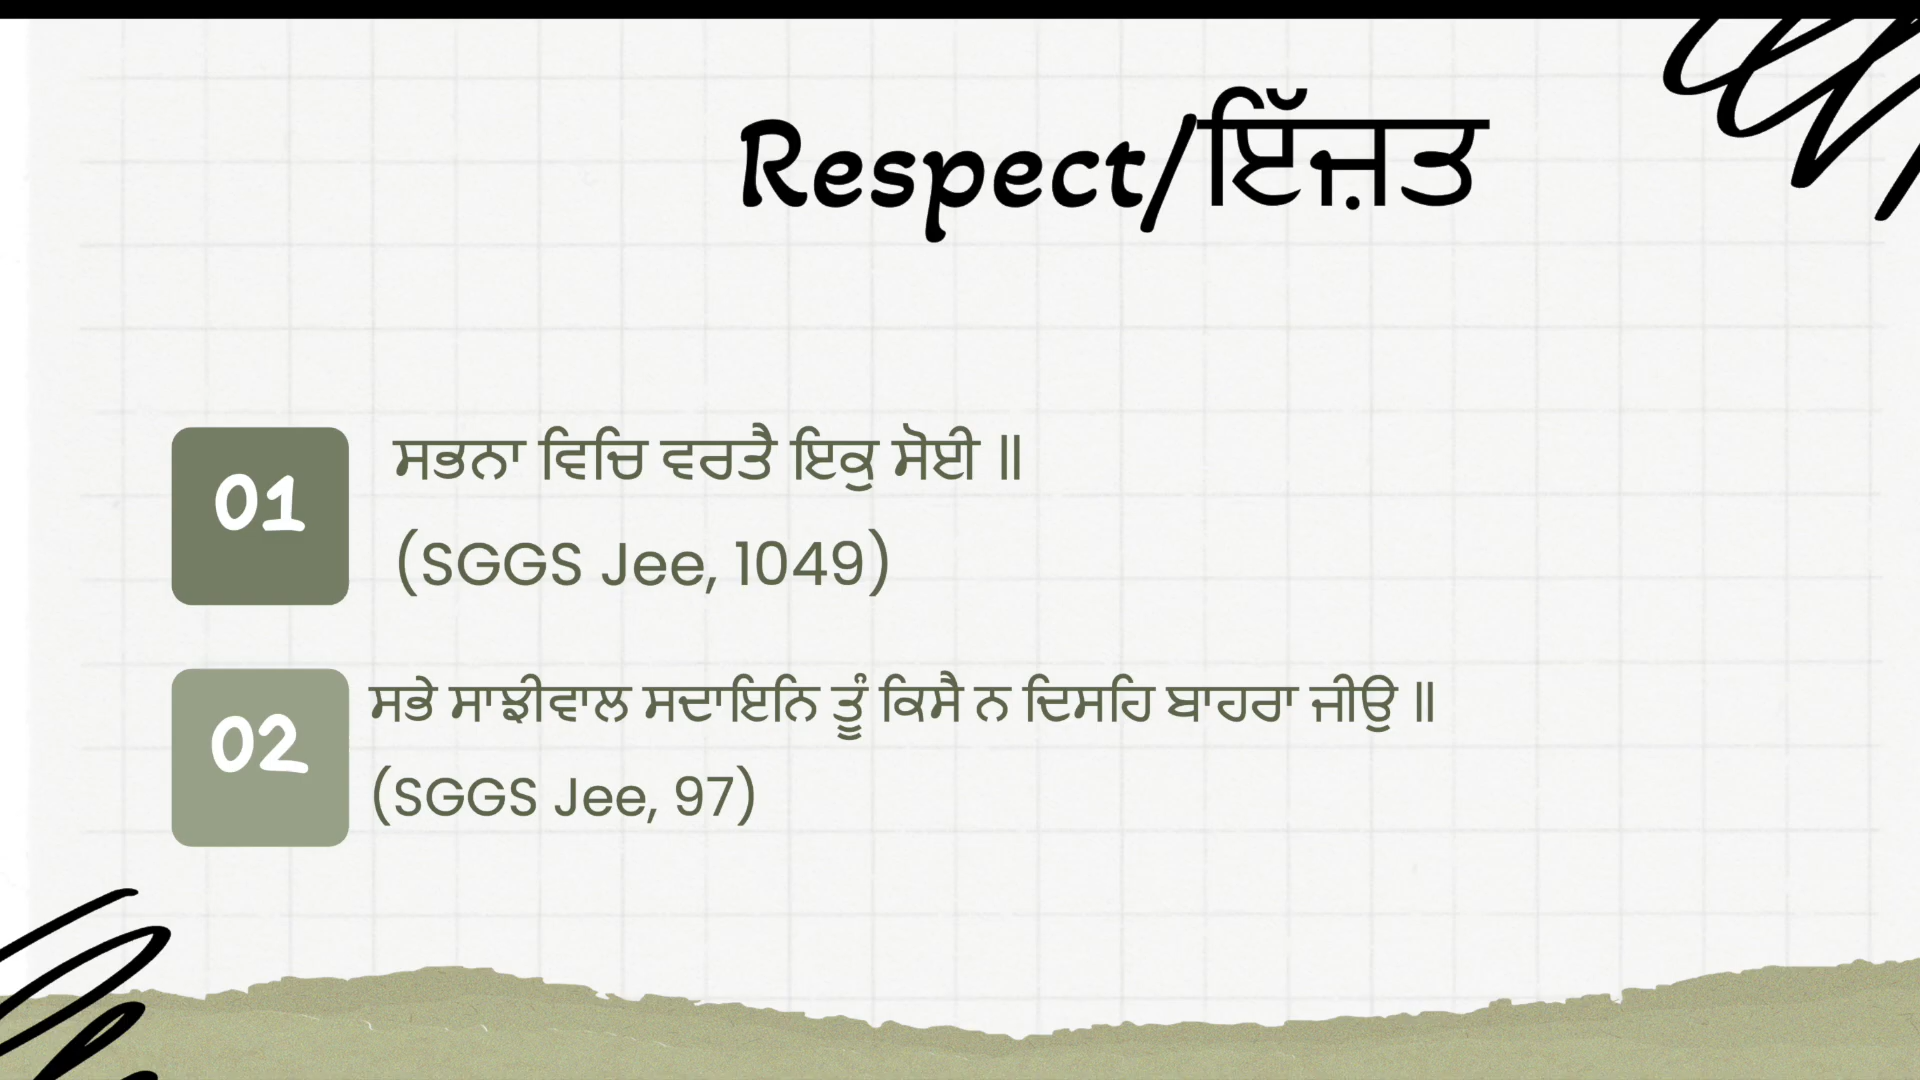 Respect/ਇੱਜ਼ਤ
01
ਸਭਨਾ ਵਿਚਿ ਵਰਤੈ ਇਕੁ ਸੋਈ ॥
(SGGS Jee, 1049)
02
ਸਭੇ ਸਾਝੀਵਾਲ ਸਦਾਇਨਿ ਤੂੰ ਕਿਸੈ ਨ ਦਿਸਹਿ ਬਾਹਰਾ ਜੀਉ ॥
(SGGS Jee, 97)